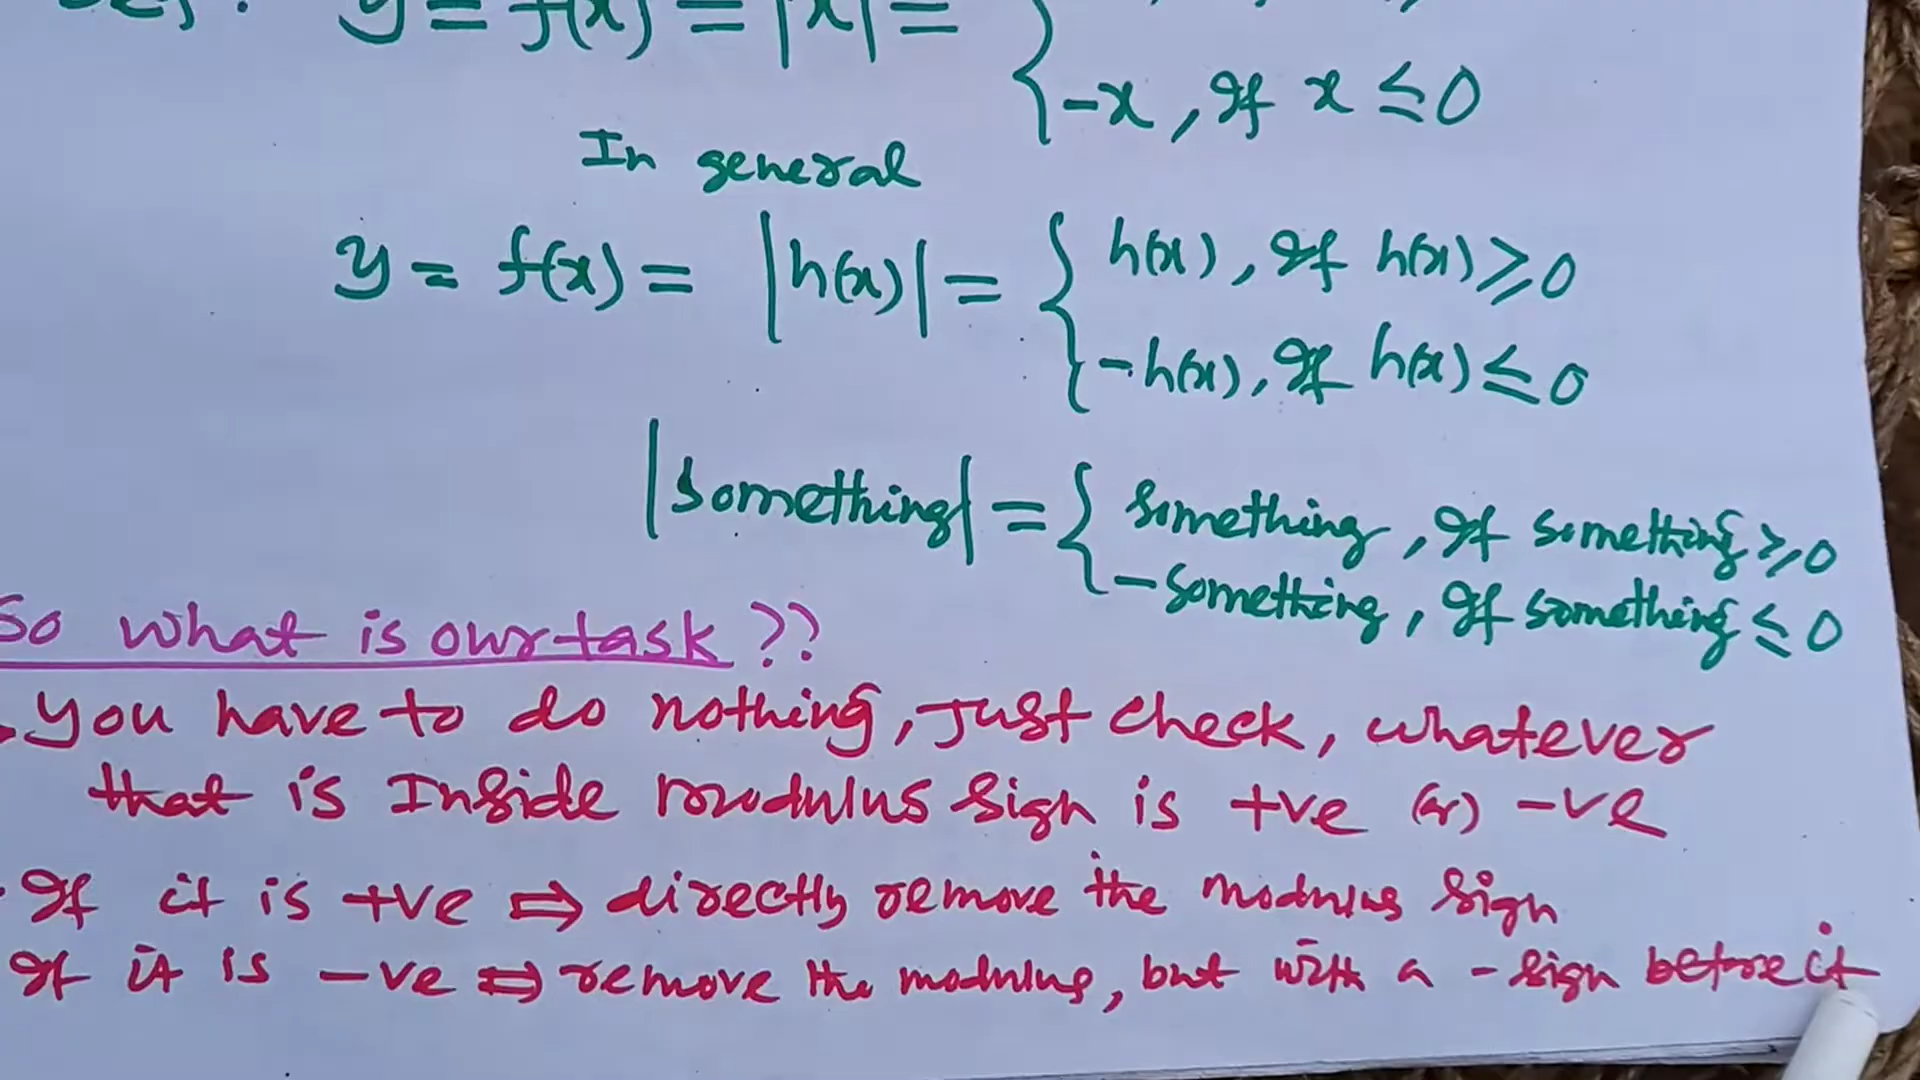 y = f(x) = |x| = {
-x, If x ≤ 0
In general
y = f(x) = |h(x)| = { h(x), If h(x) ≥ 0
-h(x), If h(x) ≤ 0
|something| = { something, If something ≥ 0
-something, If something ≤ 0
So what is our task ??
You have to do nothing, Just check, whatever
that is Inside modulus sign is +ve (or) -ve
If it is +ve ⇒ directly remove the modulus sign
If it is -ve ⇒ remove the modulus, but with a - sign before it